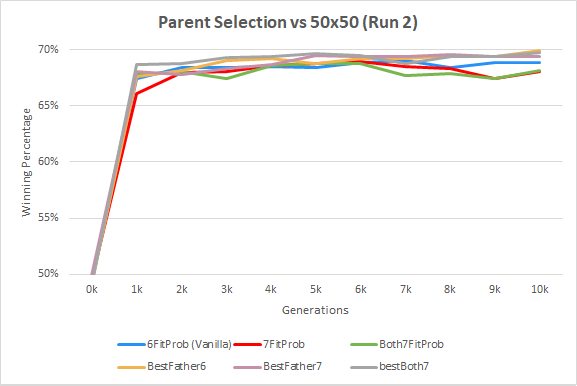 Parent Selection vs 50x50 (Run 2)
70%
65%
60%
55%
50%
Winning Percentage
0k 1k 2k 3k 4k 5k 6k 7k 8k 9k 10k
Generations
6FitProb (Vanilla) 7FitProb Both7FitProb
BestFather6 BestFather7 bestBoth7